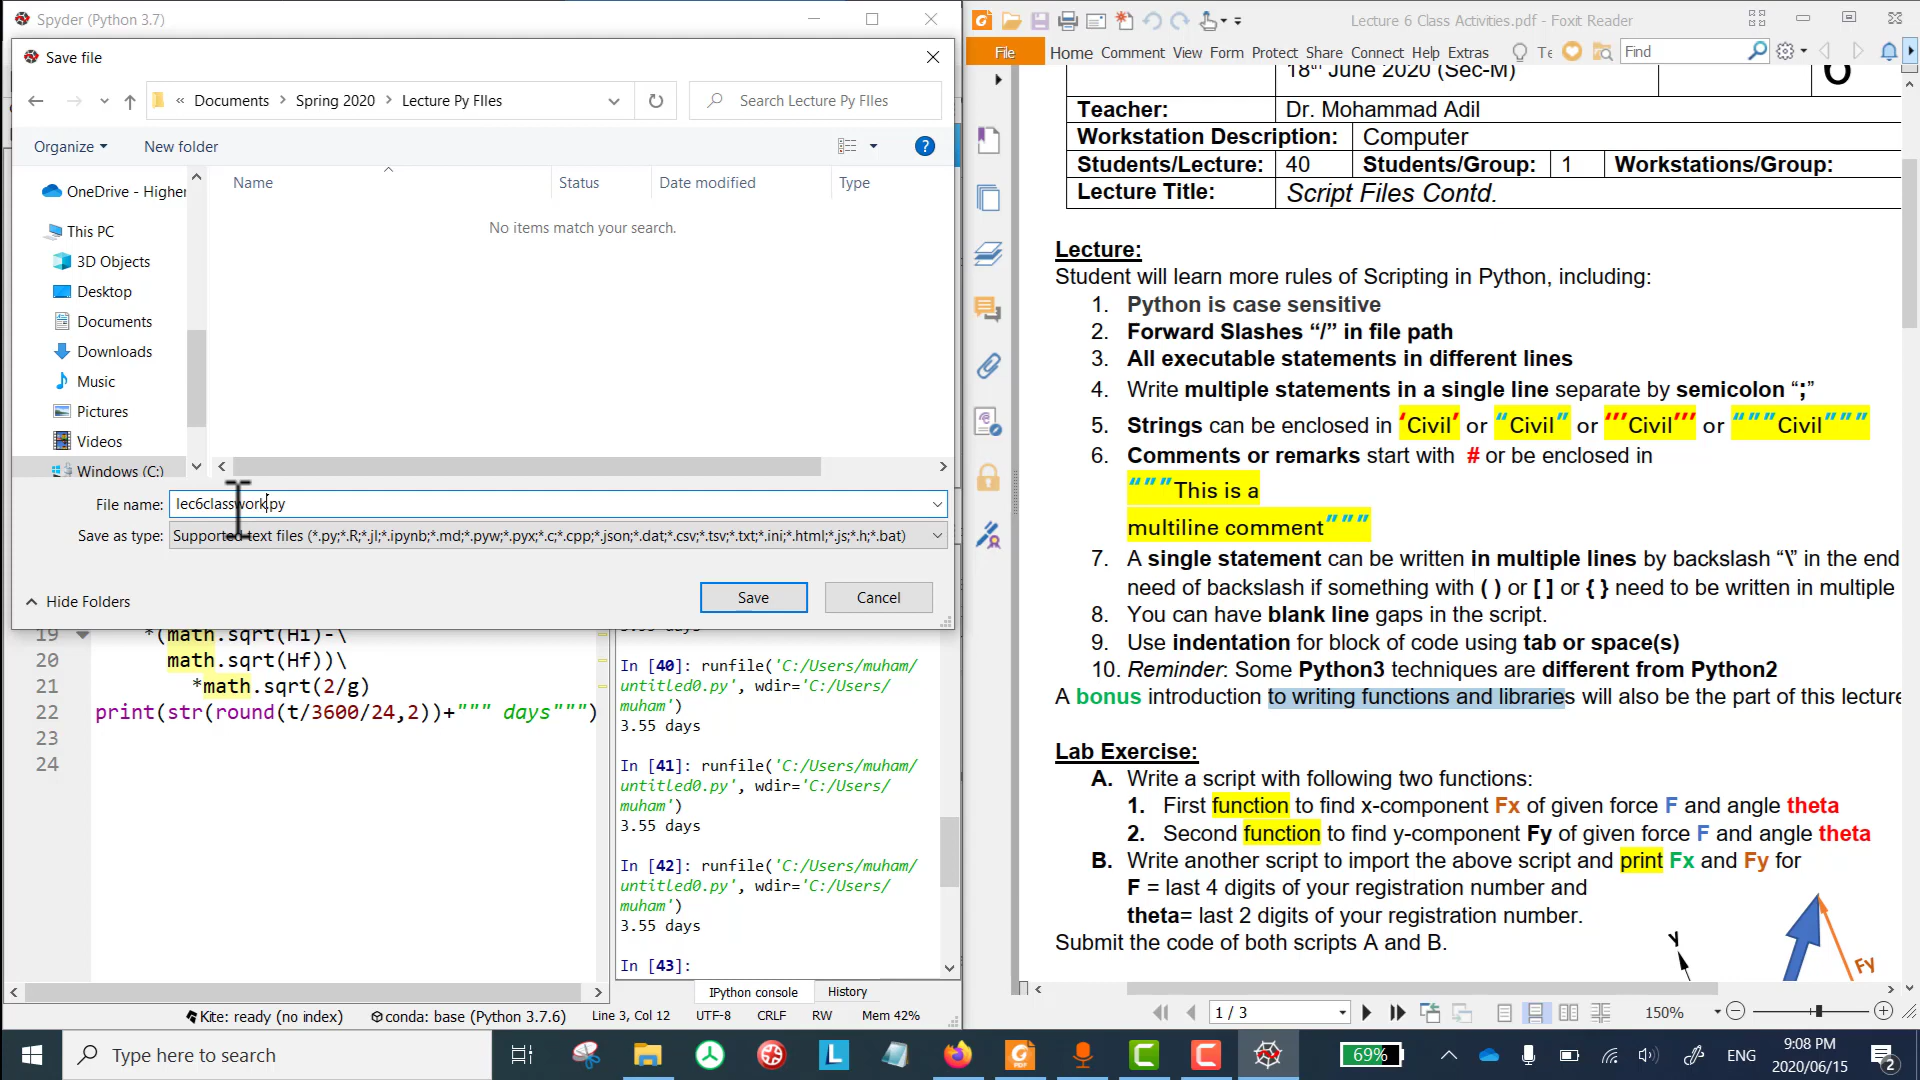 Spyder (Python 3.7)
Save file
« Documents > Spring 2020 > Lecture Py FIles
Search Lecture Py FIles
Organize
New folder
Name
Status
Date modified
Type
OneDrive - Higher
This PC
3D Objects
Desktop
Documents
Downloads
Music
Pictures
Videos
Windows (C:)
No items match your search.
File name:
lec6classwork.py
Save as type:
Supported text files (*.py;*.R;*.jl;*.ipynb;*.md;*.pyw;*.pyx;*.c;*.cpp;*.json;*.dat;*.csv;*.tsv;*.txt;*.ini;*.html;*.js;*.h;*.bat)
Hide Folders
Save
Cancel
19 *(math.sqrt(Hi)-\
20 math.sqrt(Hf))\
21 *math.sqrt(2/g)
22 print(str(round(t/3600/24,2))+""" days""")
23
24
3.55 days
In [40]: runfile('C:/Users/muham/
untitled0.py', wdir='C:/Users/
muham')
3.55 days
In [41]: runfile('C:/Users/muham/
untitled0.py', wdir='C:/Users/
muham')
3.55 days
In [42]: runfile('C:/Users/muham/
untitled0.py', wdir='C:/Users/
muham')
3.55 days
In [43]:
IPython console
History
Kite: ready (no index)
conda: base (Python 3.7.6)
Line 3, Col 12
UTF-8
CRLF
RW
Mem 42%
Lecture 6 Class Activities.pdf - Foxit Reader
File
Home
Comment
View
Form
Protect
Share
Connect
Help
Extras
Te
Find
18th June 2020 (Sec-M)
6
Teacher: Dr. Mohammad Adil
Workstation Description: Computer
Students/Lecture: 40 Students/Group: 1 Workstations/Group:
Lecture Title: Script Files Contd.
Lecture:
Student will learn more rules of Scripting in Python, including:
1. Python is case sensitive
2. Forward Slashes “/” in file path
3. All executable statements in different lines
4. Write multiple statements in a single line separate by semicolon “;”
5. Strings can be enclosed in ‘Civil’ or “Civil” or ’’’Civil’’’ or “””Civil”””
6. Comments or remarks start with # or be enclosed in
”””This is a
multiline comment”””
7. A single statement can be written in multiple lines by backslash “\” in the end
need of backslash if something with ( ) or [ ] or { } need to be written in multiple
8. You can have blank line gaps in the script.
9. Use indentation for block of code using tab or space(s)
10. Reminder: Some Python3 techniques are different from Python2
A bonus introduction to writing functions and libraries will also be the part of this lecture
Lab Exercise:
A. Write a script with following two functions:
1. First function to find x-component Fx of given force F and angle theta
2. Second function to find y-component Fy of given force F and angle theta
B. Write another script to import the above script and print Fx and Fy for
F = last 4 digits of your registration number and
theta= last 2 digits of your registration number.
Submit the code of both scripts A and B.
y
Fy
1 / 3
150%
Type here to search
L
69%
ENG
9:08 PM
2020/06/15
2